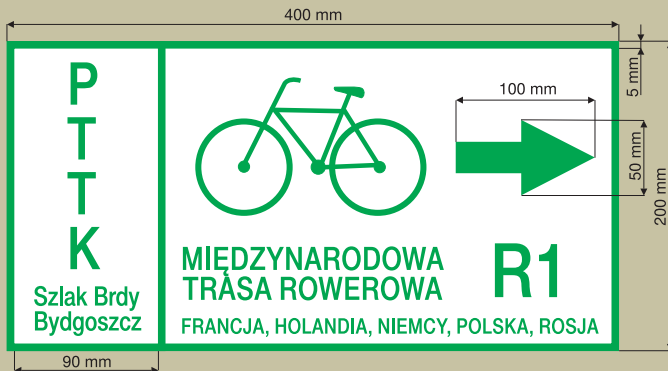 400 mm
5 mm
P
T
T
K
100 mm
50 mm
200 mm
MIĘDZYNARODOWA
TRASA ROWEROWA
R1
Szlak Brdy
Bydgoszcz
FRANCJA, HOLANDIA, NIEMCY, POLSKA, ROSJA
90 mm